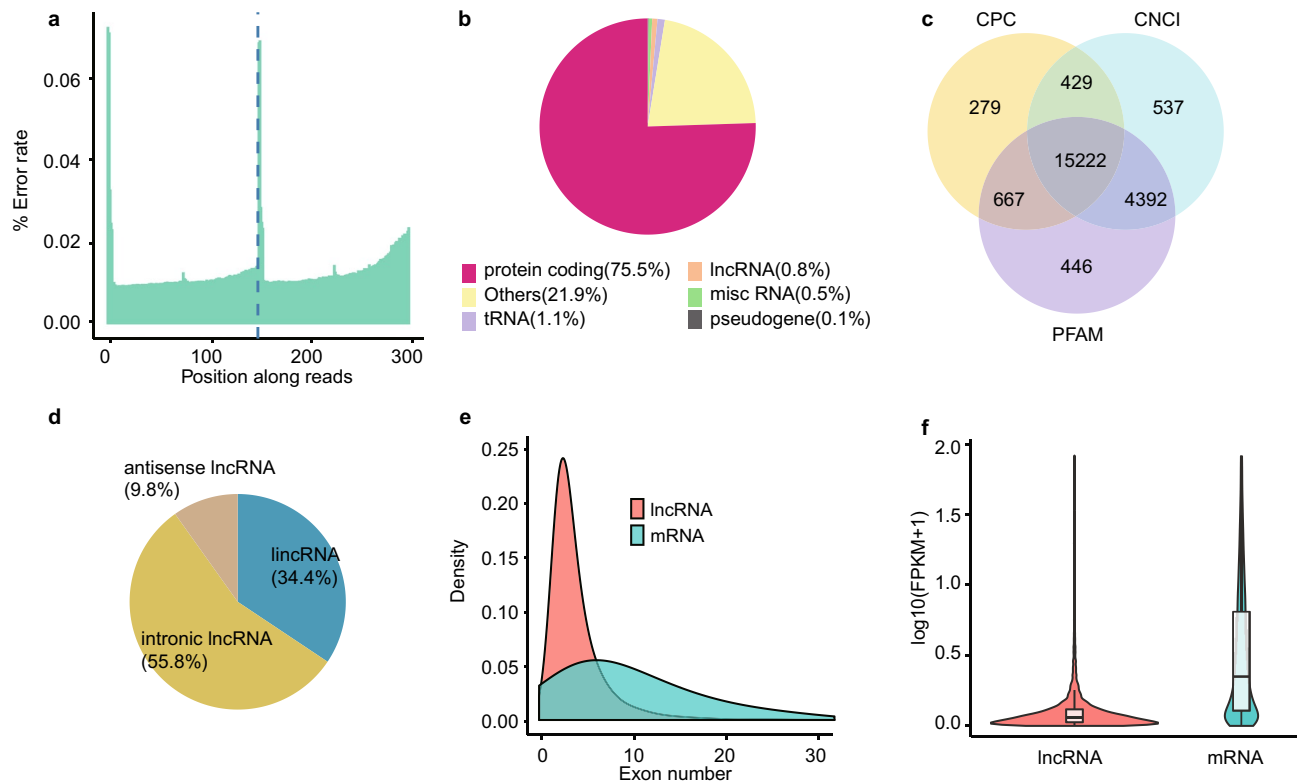 a
% Error rate
0.06
0.04
0.02
0.00
0
100
200
300
Position along reads
b
protein coding(75.5%)
Others(21.9%)
tRNA(1.1%)
lncRNA(0.8%)
misc RNA(0.5%)
pseudogene(0.1%)
c
CPC
CNCI
429
279
537
15222
667
4392
446
PFAM
d
antisense lncRNA
(9.8%)
lincRNA
(34.4%)
intronic lncRNA
(55.8%)
e
Density
0.25
0.20
0.15
0.10
0.05
0.00
lncRNA
mRNA
0
10
20
30
Exon number
f
log10(FPKM+1)
2.0
1.5
1.0
0.5
0.0
lncRNA
mRNA